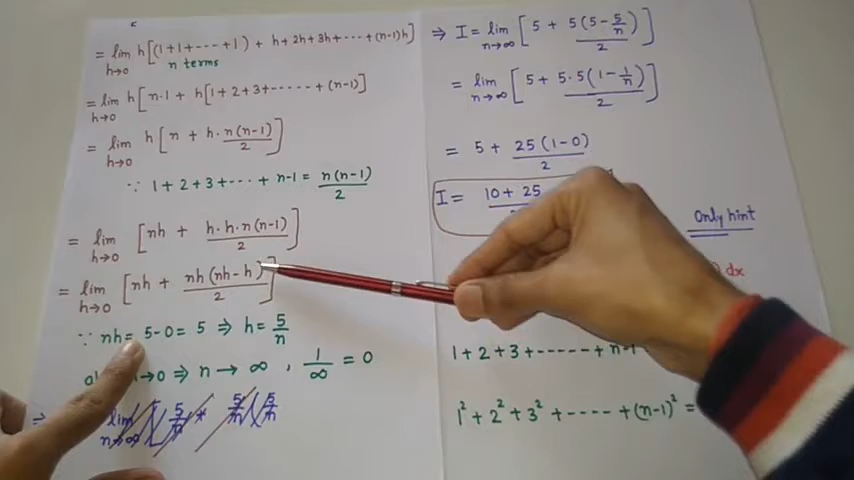 = lim h→0 h[(1+1+----+1) + h+2h+3h+----+(n-1)h]
n terms
= lim h→0 h[n·1 + h[1+2+3+-----+(n-1)]
= lim h→0 h[n + h·n(n-1)/2]
∵ 1+2+3+---+n-1 = n(n-1)/2
= lim h→0 [nh + h·h·n(n-1)/2]
= lim h→0 [nh + nh(nh-h)/2]
∵ nh = 5-0 = 5 ⇒ h = 5/n
→0 ⇒ n→∞ , 1/∞ = 0
⇒ lim n→∞
⇒ I = lim n→∞ [5 + 5(5-5/n)/2]
= lim n→∞ [5 + 5·5(1-1/n)/2]
= 5 + 25(1-0)/2
I = 10+25
Only hint
dx
1+2+3+-----+n-1
1²+2²+3²+----+(n-1)² =